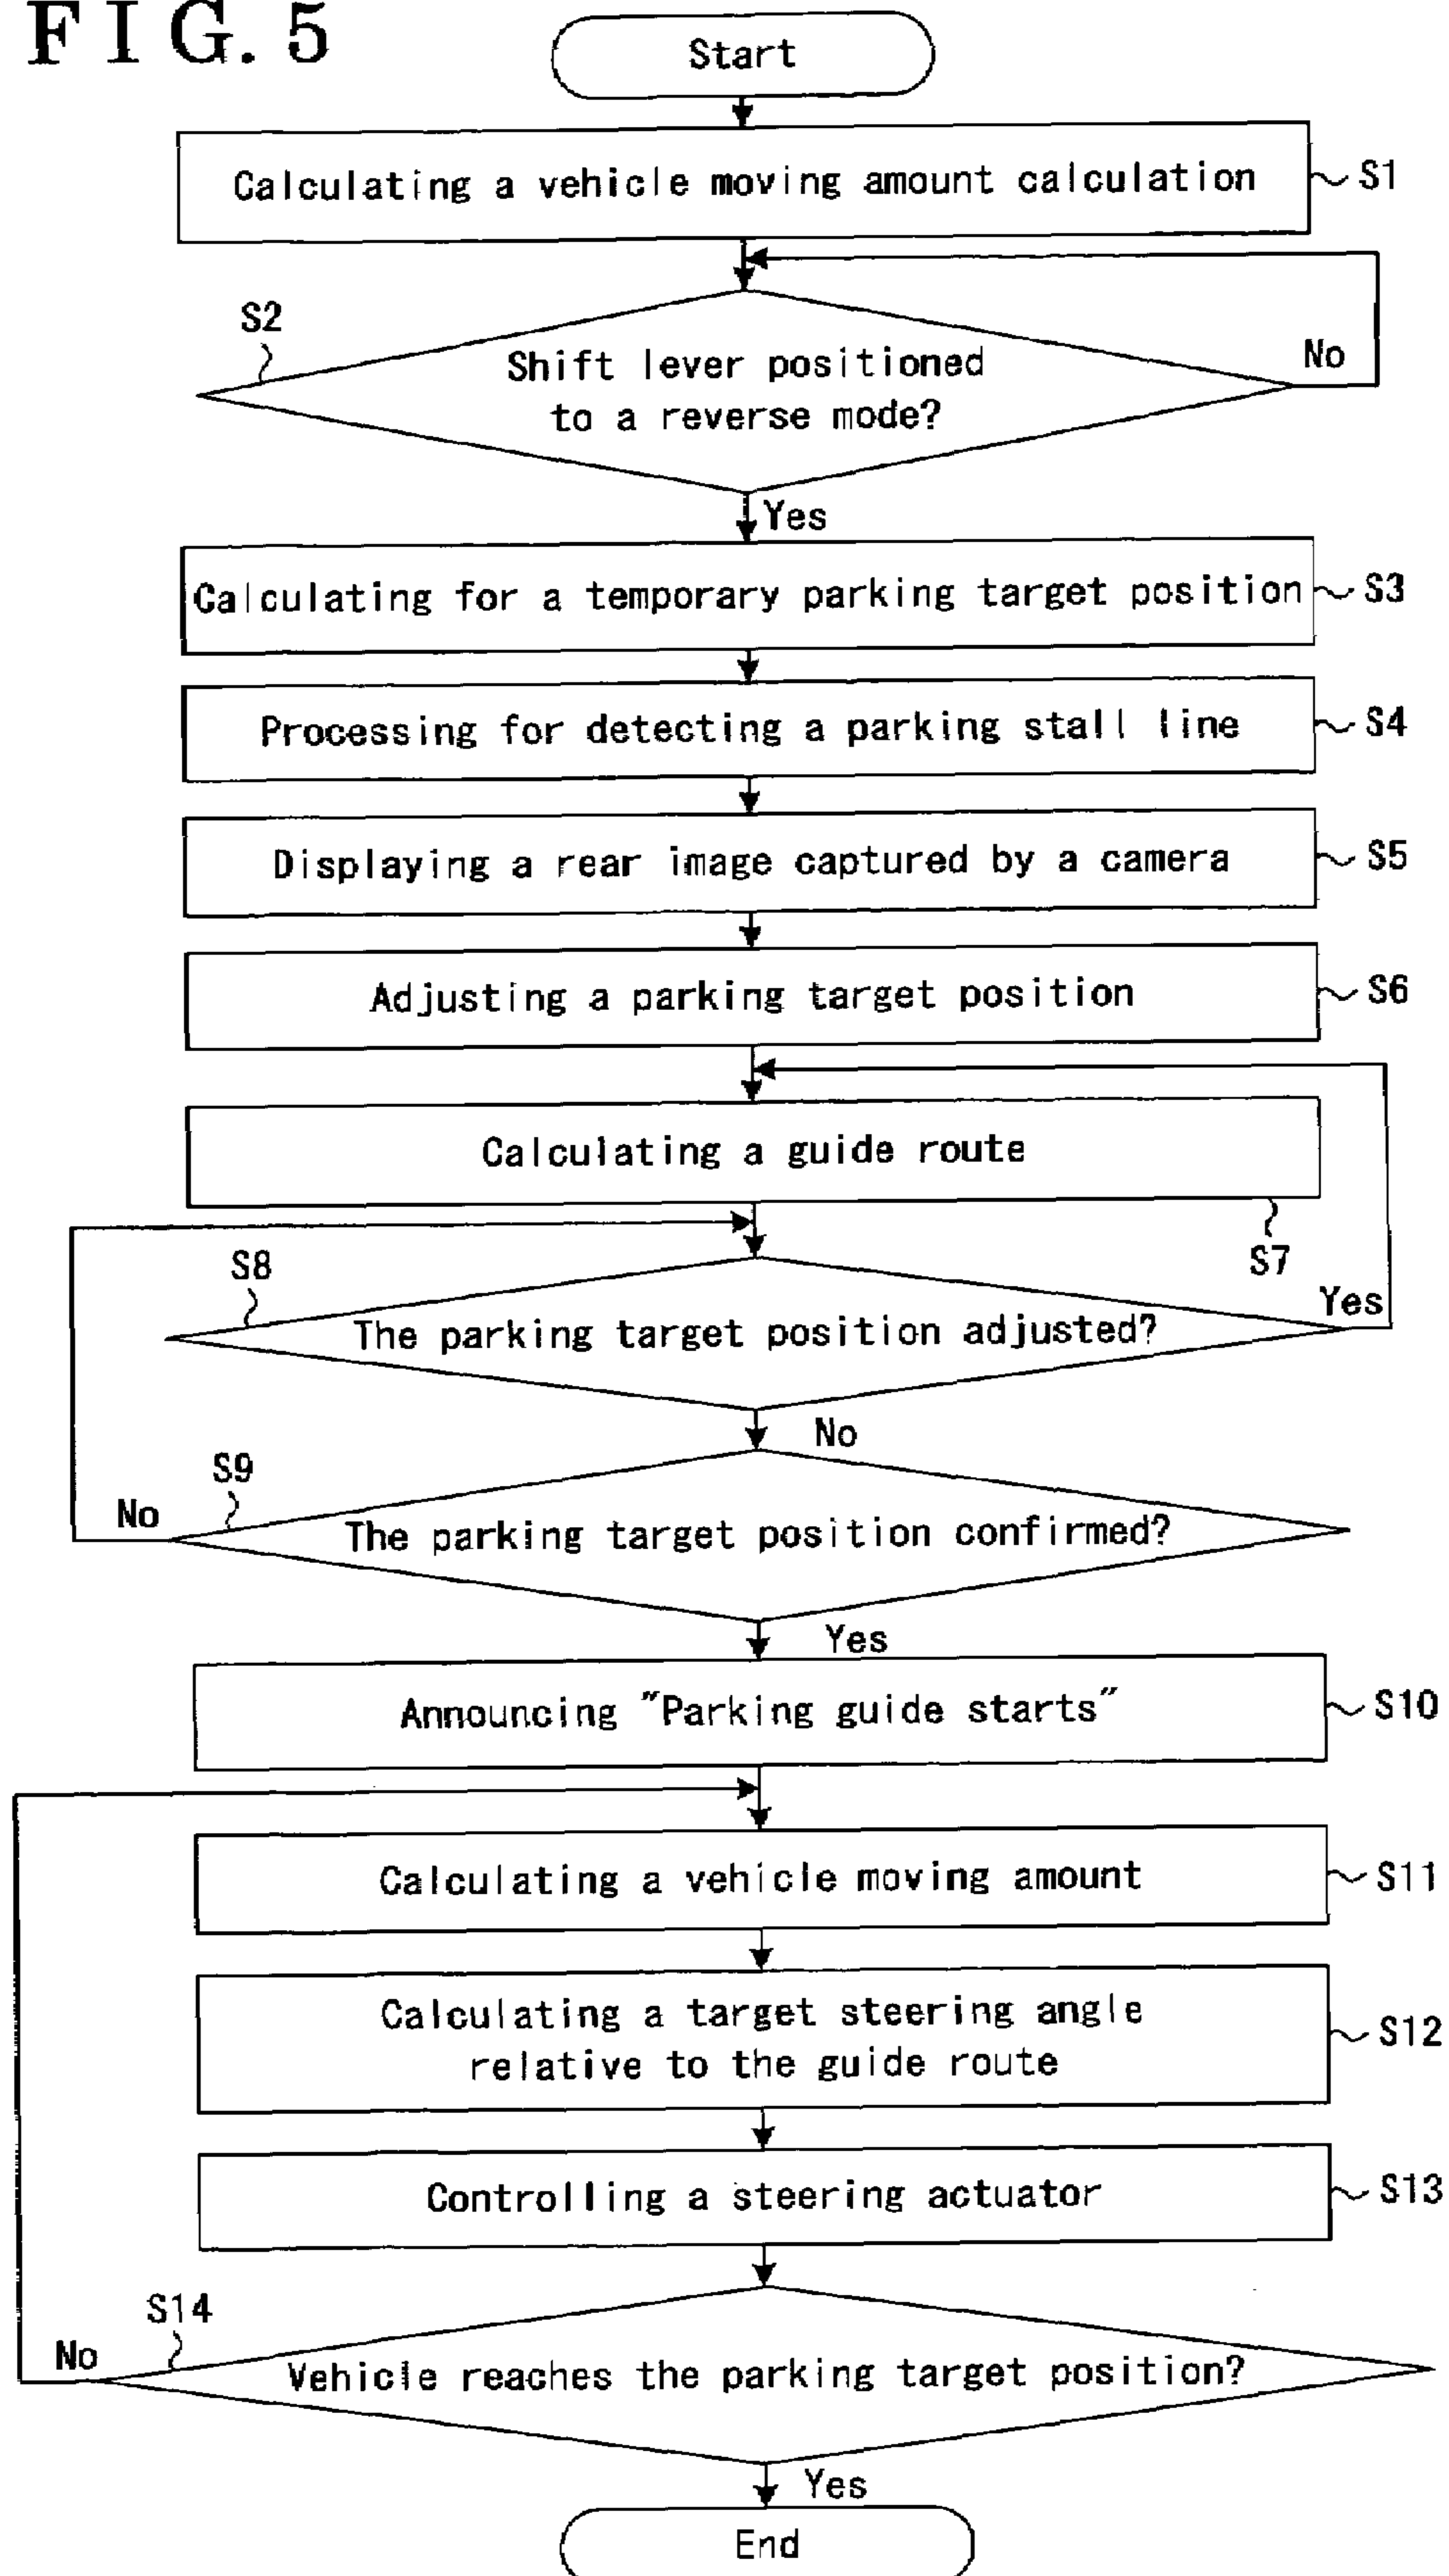 FIG. 5
Start
Calculating a vehicle moving amount calculation
S1
S2
Shift lever positioned
to a reverse mode?
No
Yes
Calculating for a temporary parking target position
S3
Processing for detecting a parking stall line
S4
Displaying a rear image captured by a camera
S5
Adjusting a parking target position
S6
Calculating a guide route
S7
S8
The parking target position adjusted?
Yes
No
S9
The parking target position confirmed?
No
Yes
Announcing "Parking guide starts"
S10
Calculating a vehicle moving amount
S11
Calculating a target steering angle
relative to the guide route
S12
Controlling a steering actuator
S13
S14
No
Vehicle reaches the parking target position?
Yes
End